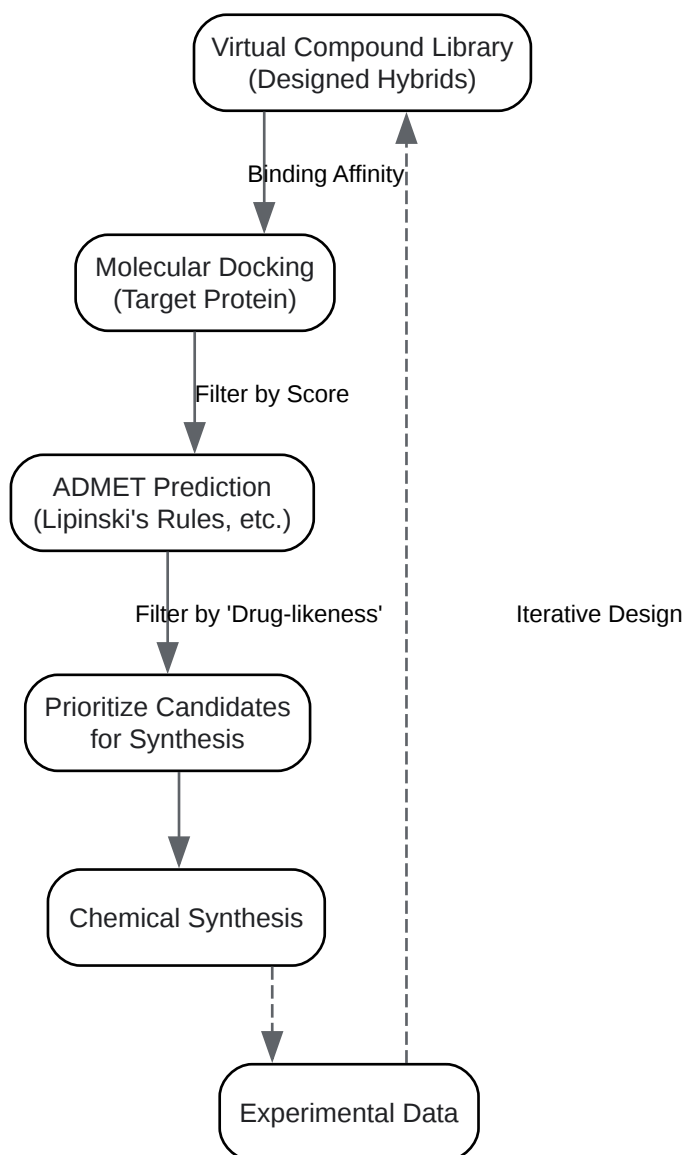 Virtual Compound Library
(Designed Hybrids)
Binding Affinity
Molecular Docking
(Target Protein)
Filter by Score
ADMET Prediction
(Lipinski's Rules, etc.)
Filter by 'Drug-likeness'
Iterative Design
Prioritize Candidates
for Synthesis
Chemical Synthesis
Experimental Data